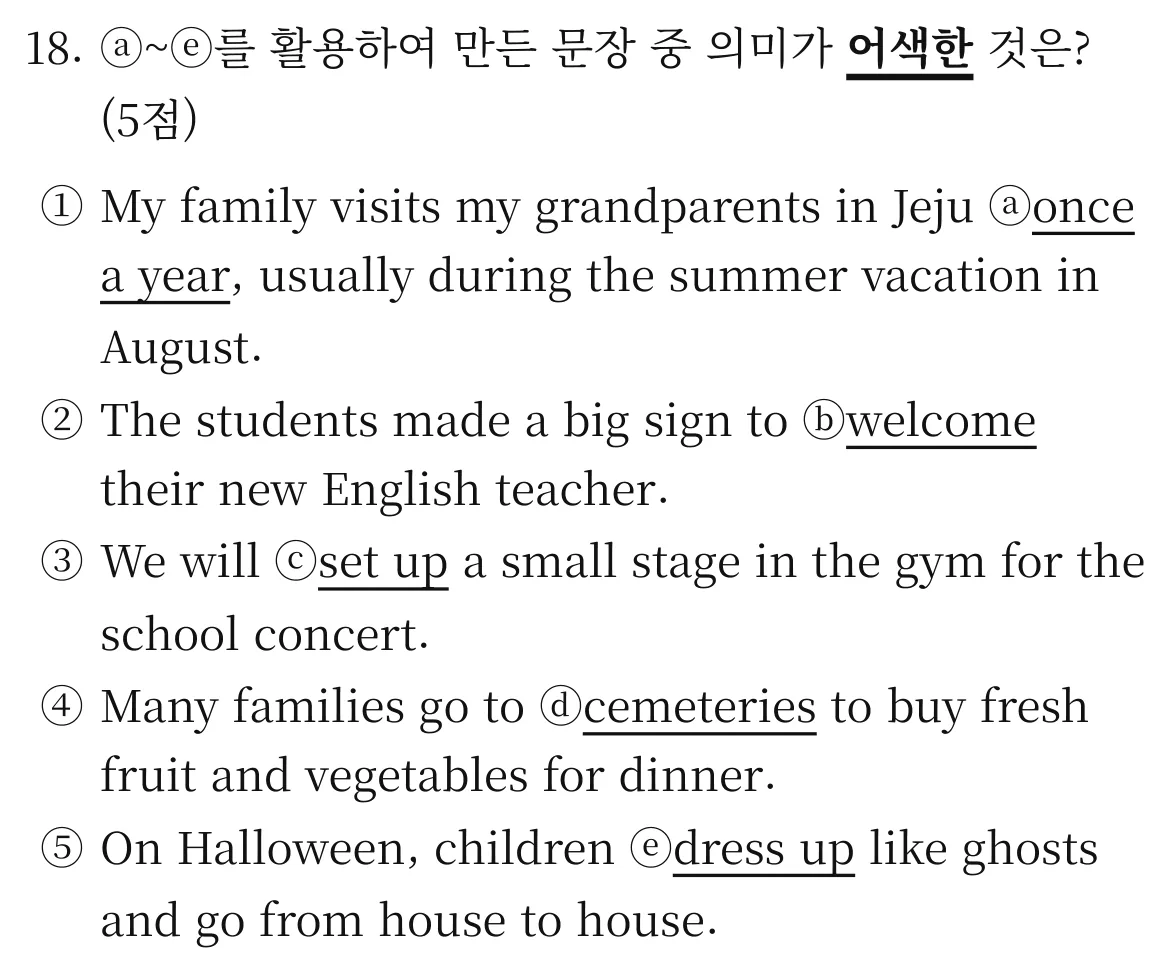 18. ⓐ~ⓔ를 활용하여 만든 문장 중 의미가 어색한 것은?
(5점)
① My family visits my grandparents in Jeju ⓐonce
a year, usually during the summer vacation in
August.
② The students made a big sign to ⓑwelcome
their new English teacher.
③ We will ⓒset up a small stage in the gym for the
school concert.
④ Many families go to ⓓcemeteries to buy fresh
fruit and vegetables for dinner.
⑤ On Halloween, children ⓔdress up like ghosts
and go from house to house.